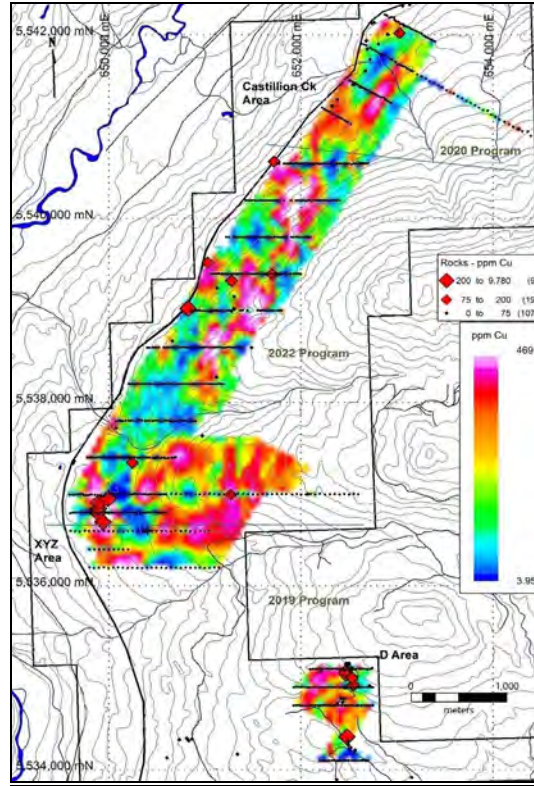 5,542,000 mN
650,000 mE
652,000 mE
654,000 mE
N
Castillion Ck
Area
2020 Program
5,540,000 mN
Rocks - ppm Cu
200 to 9,780 (9
75 to 200 (19
0 to 75 (107
ppm Cu
469
2022 Program
5,538,000 mN
XYZ
Area
5,536,000 mN
3.95
2019 Program
D Area
0 1,000
meters
5,534,000 mN